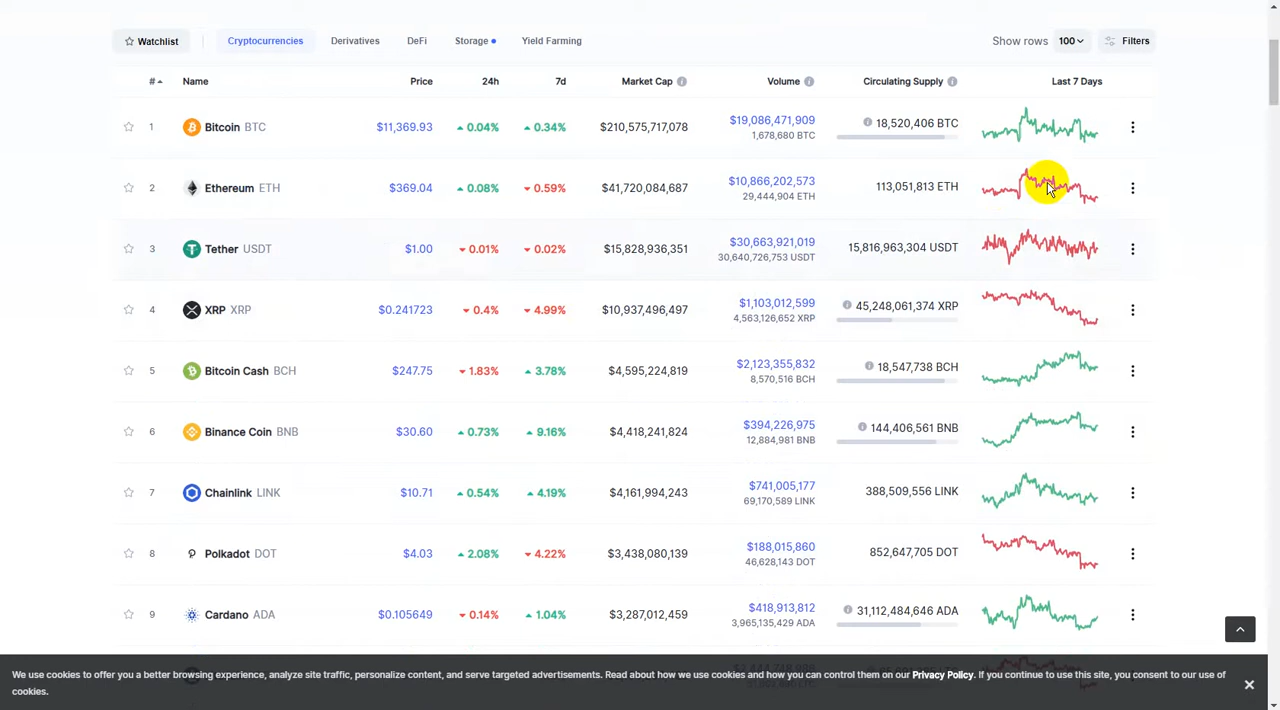 Watchlist Cryptocurrencies Derivatives DeFi Storage Yield Farming Show rows 100 Filters
# Name Price 24h 7d Market Cap Volume Circulating Supply Last 7 Days
1 Bitcoin BTC $11,369.93 0.04% 0.34% $210,575,717,078 $19,086,471,909 18,520,406 BTC
1,678,680 BTC
2 Ethereum ETH $369.04 0.08% 0.59% $41,720,084,687 $10,866,202,573 113,051,813 ETH
29,444,904 ETH
3 Tether USDT $1.00 0.01% 0.02% $15,828,936,351 $30,663,921,019 15,816,963,304 USDT
30,640,726,753 USDT
4 XRP XRP $0.241723 0.4% 4.99% $10,937,496,497 $1,103,012,599 45,248,061,374 XRP
4,563,126,652 XRP
5 Bitcoin Cash BCH $247.75 1.83% 3.78% $4,595,224,819 $2,123,355,832 18,547,738 BCH
8,570,516 BCH
6 Binance Coin BNB $30.60 0.73% 9.16% $4,418,241,824 $394,226,975 144,406,561 BNB
12,884,981 BNB
7 Chainlink LINK $10.71 0.54% 4.19% $4,161,994,243 $741,005,177 388,509,556 LINK
69,170,589 LINK
8 Polkadot DOT $4.03 2.08% 4.22% $3,438,080,139 $188,015,860 852,647,705 DOT
46,628,143 DOT
9 Cardano ADA $0.105649 0.14% 1.04% $3,287,012,459 $418,913,812 31,112,484,646 ADA
3,965,135,429 ADA
We use cookies to offer you a better browsing experience, analyze site traffic, personalize content, and serve targeted advertisements. Read about how we use cookies and how you can control them on our Privacy Policy. If you continue to use this site, you consent to our use of
cookies.